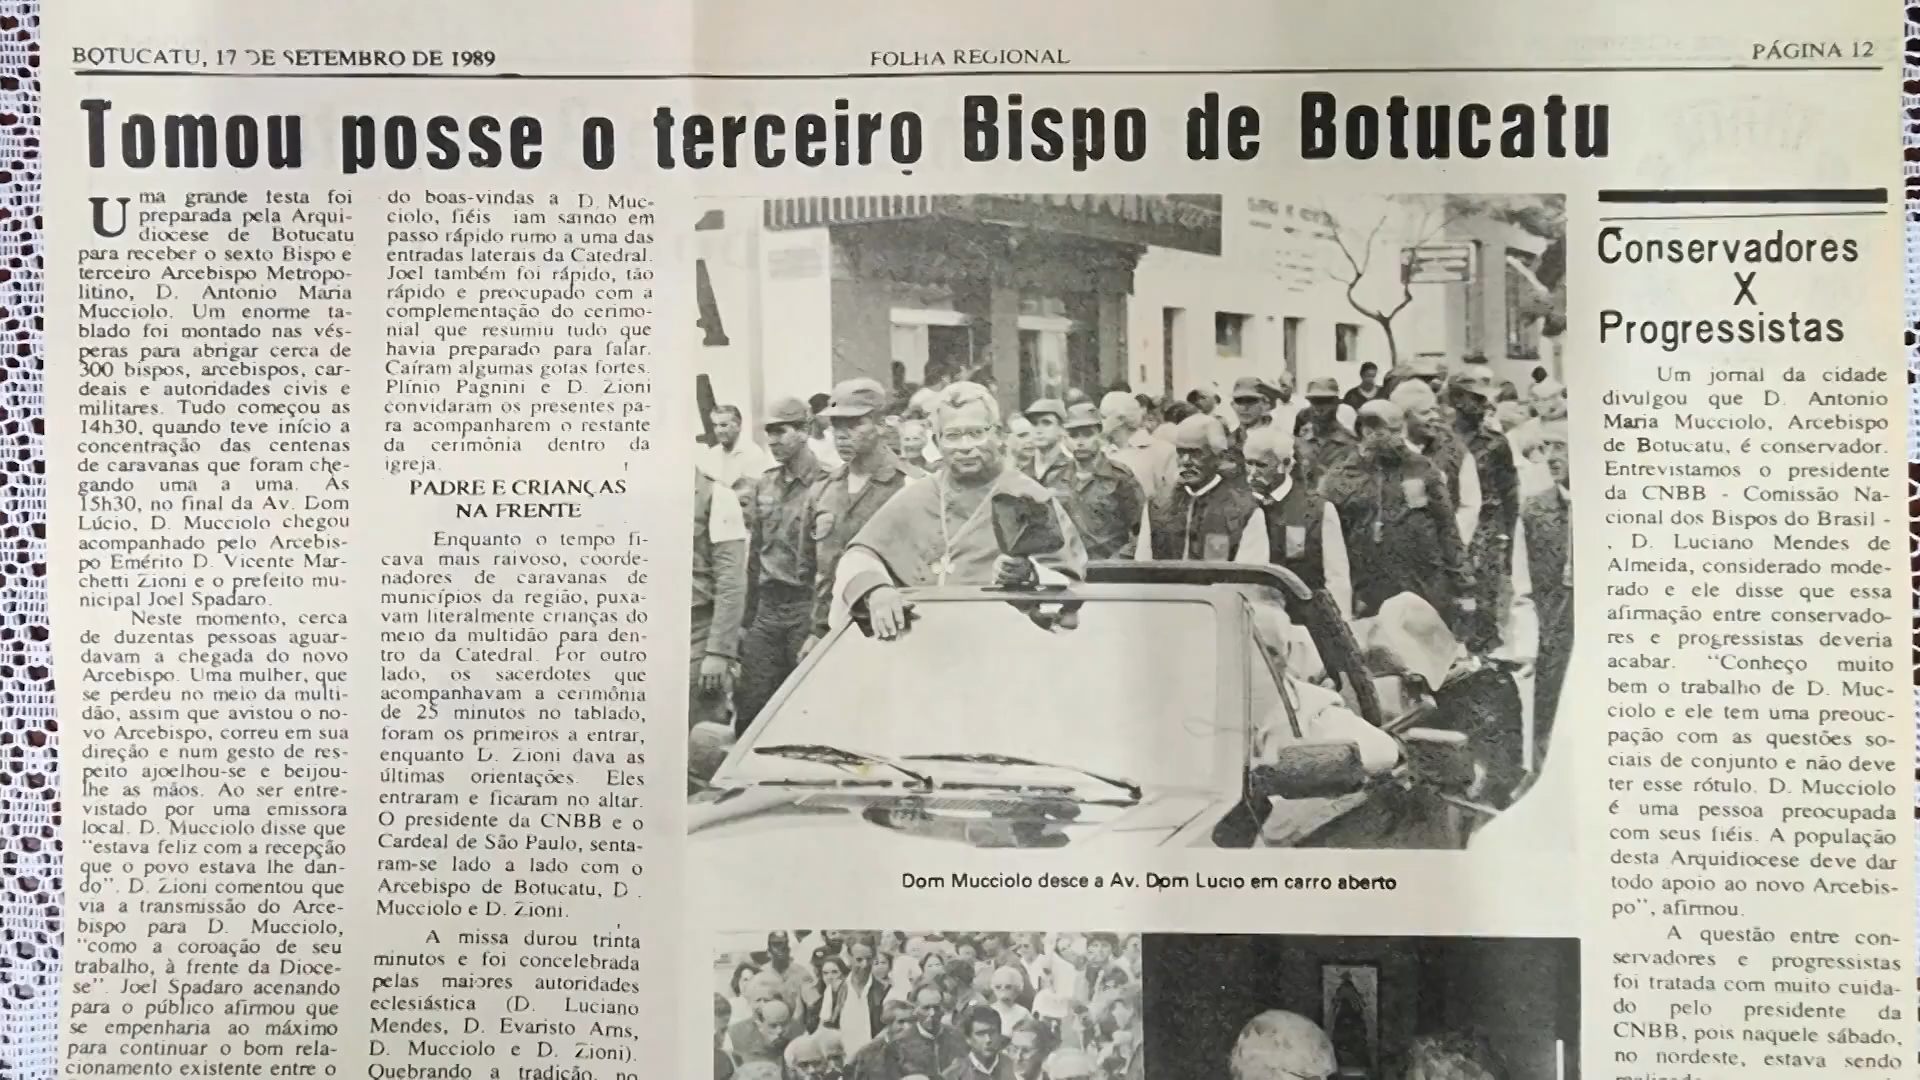 BOTUCATU, 17 DE SETEMBRO DE 1989
FOLHA REGIONAL
PÁGINA 12
Tomou posse o terceiro Bispo de Botucatu
Uma grande festa foi
preparada pela Arqui-
diocese de Botucatu
para receber o sexto Bispo e
terceiro Arcebispo Metropo-
litino, D. Antonio Maria
Mucciolo. Um enorme ta-
blado foi montado nas vés-
peras para abrigar cerca de
300 bispos, arcebispos, car-
deais e autoridades civis e
militares. Tudo começou as
14h30, quando teve início a
concentração das centenas
de caravanas que foram che-
gando uma a uma. Às
15h30, no final da Av. Dom
Lúcio, D. Mucciolo chegou
acompanhado pelo Arcebis-
po Emérito D. Vicente Mar-
chetti Zioni e o prefeito mu-
nicipal Joel Spadaro.
Neste momento, cerca
de duzentas pessoas aguar-
davam a chegada do novo
Arcebispo. Uma mulher, que
se perdeu no meio da multi-
dão, assim que avistou o no-
vo Arcebispo, correu em sua
direção e num gesto de res-
peito ajoelhou-se e beijou-
lhe as mãos. Ao ser entre-
vistado por uma emissora
local. D. Mucciolo disse que
"estava feliz com a recepção
que o povo estava lhe dan-
do". D. Zioni comentou que
via a transmissão do Arce-
bispo para D. Mucciolo,
"como a coroação de seu
trabalho, à frente da Dioce-
se". Joel Spadaro acenando
para o público afirmou que
se empenharia ao máximo
para continuar o bom rela-
cionamento existente entre o
do boas-vindas a D. Muc-
ciolo, fiéis iam saindo em
passo rápido rumo a uma das
entradas laterais da Catedral.
Joel também foi rápido, tão
rápido e preocupado com a
complementação do cerimo-
nial que resumiu tudo que
havia preparado para falar.
Caíram algumas gotas fortes.
Plínio Pagnini e D. Zioni
convidaram os presentes pa-
ra acompanharem o restante
da cerimônia dentro da
igreja.
PADRE E CRIANÇAS
NA FRENTE
Enquanto o tempo fi-
cava mais raivoso, coorde-
nadores de caravanas de
municípios da região, puxa-
vam literalmente crianças do
meio da multidão para den-
tro da Catedral. Por outro
lado, os sacerdotes que
acompanhavam a cerimônia
de 25 minutos no tablado,
foram os primeiros a entrar,
enquanto D. Zioni dava as
últimas orientações. Eles
entraram e ficaram no altar.
O presidente da CNBB e o
Cardeal de São Paulo, senta-
ram-se lado a lado com o
Arcebispo de Botucatu, D.
Mucciolo e D. Zioni.
A missa durou trinta
minutos e foi concelebrada
pelas maiores autoridades
eclesiástica (D. Luciano
Mendes, D. Evaristo Arns,
D. Mucciolo e D. Zioni).
Quebrando a tradição, no
Dom Mucciolo desce a Av. Dom Lucio em carro aberto
Conservadores
X
Progressistas
Um jornal da cidade
divulgou que D. Antonio
Maria Mucciolo, Arcebispo
de Botucatu, é conservador.
Entrevistamos o presidente
da CNBB - Comissão Na-
cional dos Bispos do Brasil -
, D. Luciano Mendes de
Almeida, considerado mode-
rado e ele disse que essa
afirmação entre conservado-
res e progressistas deveria
acabar. "Conheço muito
bem o trabalho de D. Muc-
ciolo e ele tem uma preocu-
pação com as questões so-
ciais de conjunto e não deve
ter esse rótulo. D. Mucciolo
é uma pessoa preocupada
com seus fiéis. A população
desta Arquidiocese deve dar
todo apoio ao novo Arcebis-
po", afirmou.
A questão entre con-
servadores e progressistas
foi tratada com muito cuida-
do pelo presidente da
CNBB, pois naquele sábado,
no nordeste, estava sendo